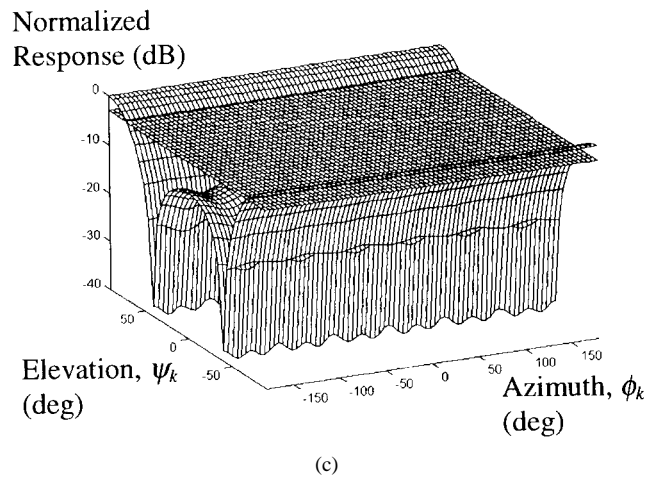 Normalized
Response (dB)
0
-10
-20
-30
-40
50
0
-50
Elevation, ψk
(deg)
-150
-100
-50
0
50
100
150
Azimuth, ϕk
(deg)
(c)